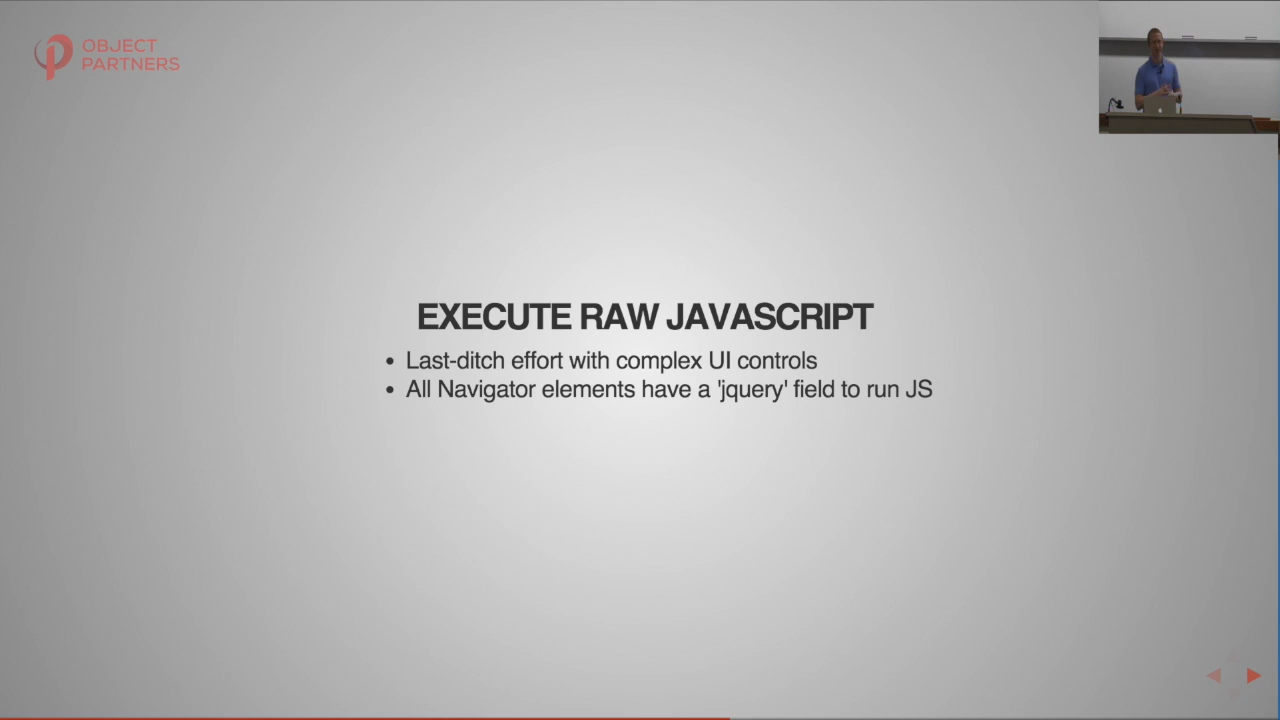 OBJECT
PARTNERS
EXECUTE RAW JAVASCRIPT
• Last-ditch effort with complex UI controls
• All Navigator elements have a 'jquery' field to run JS